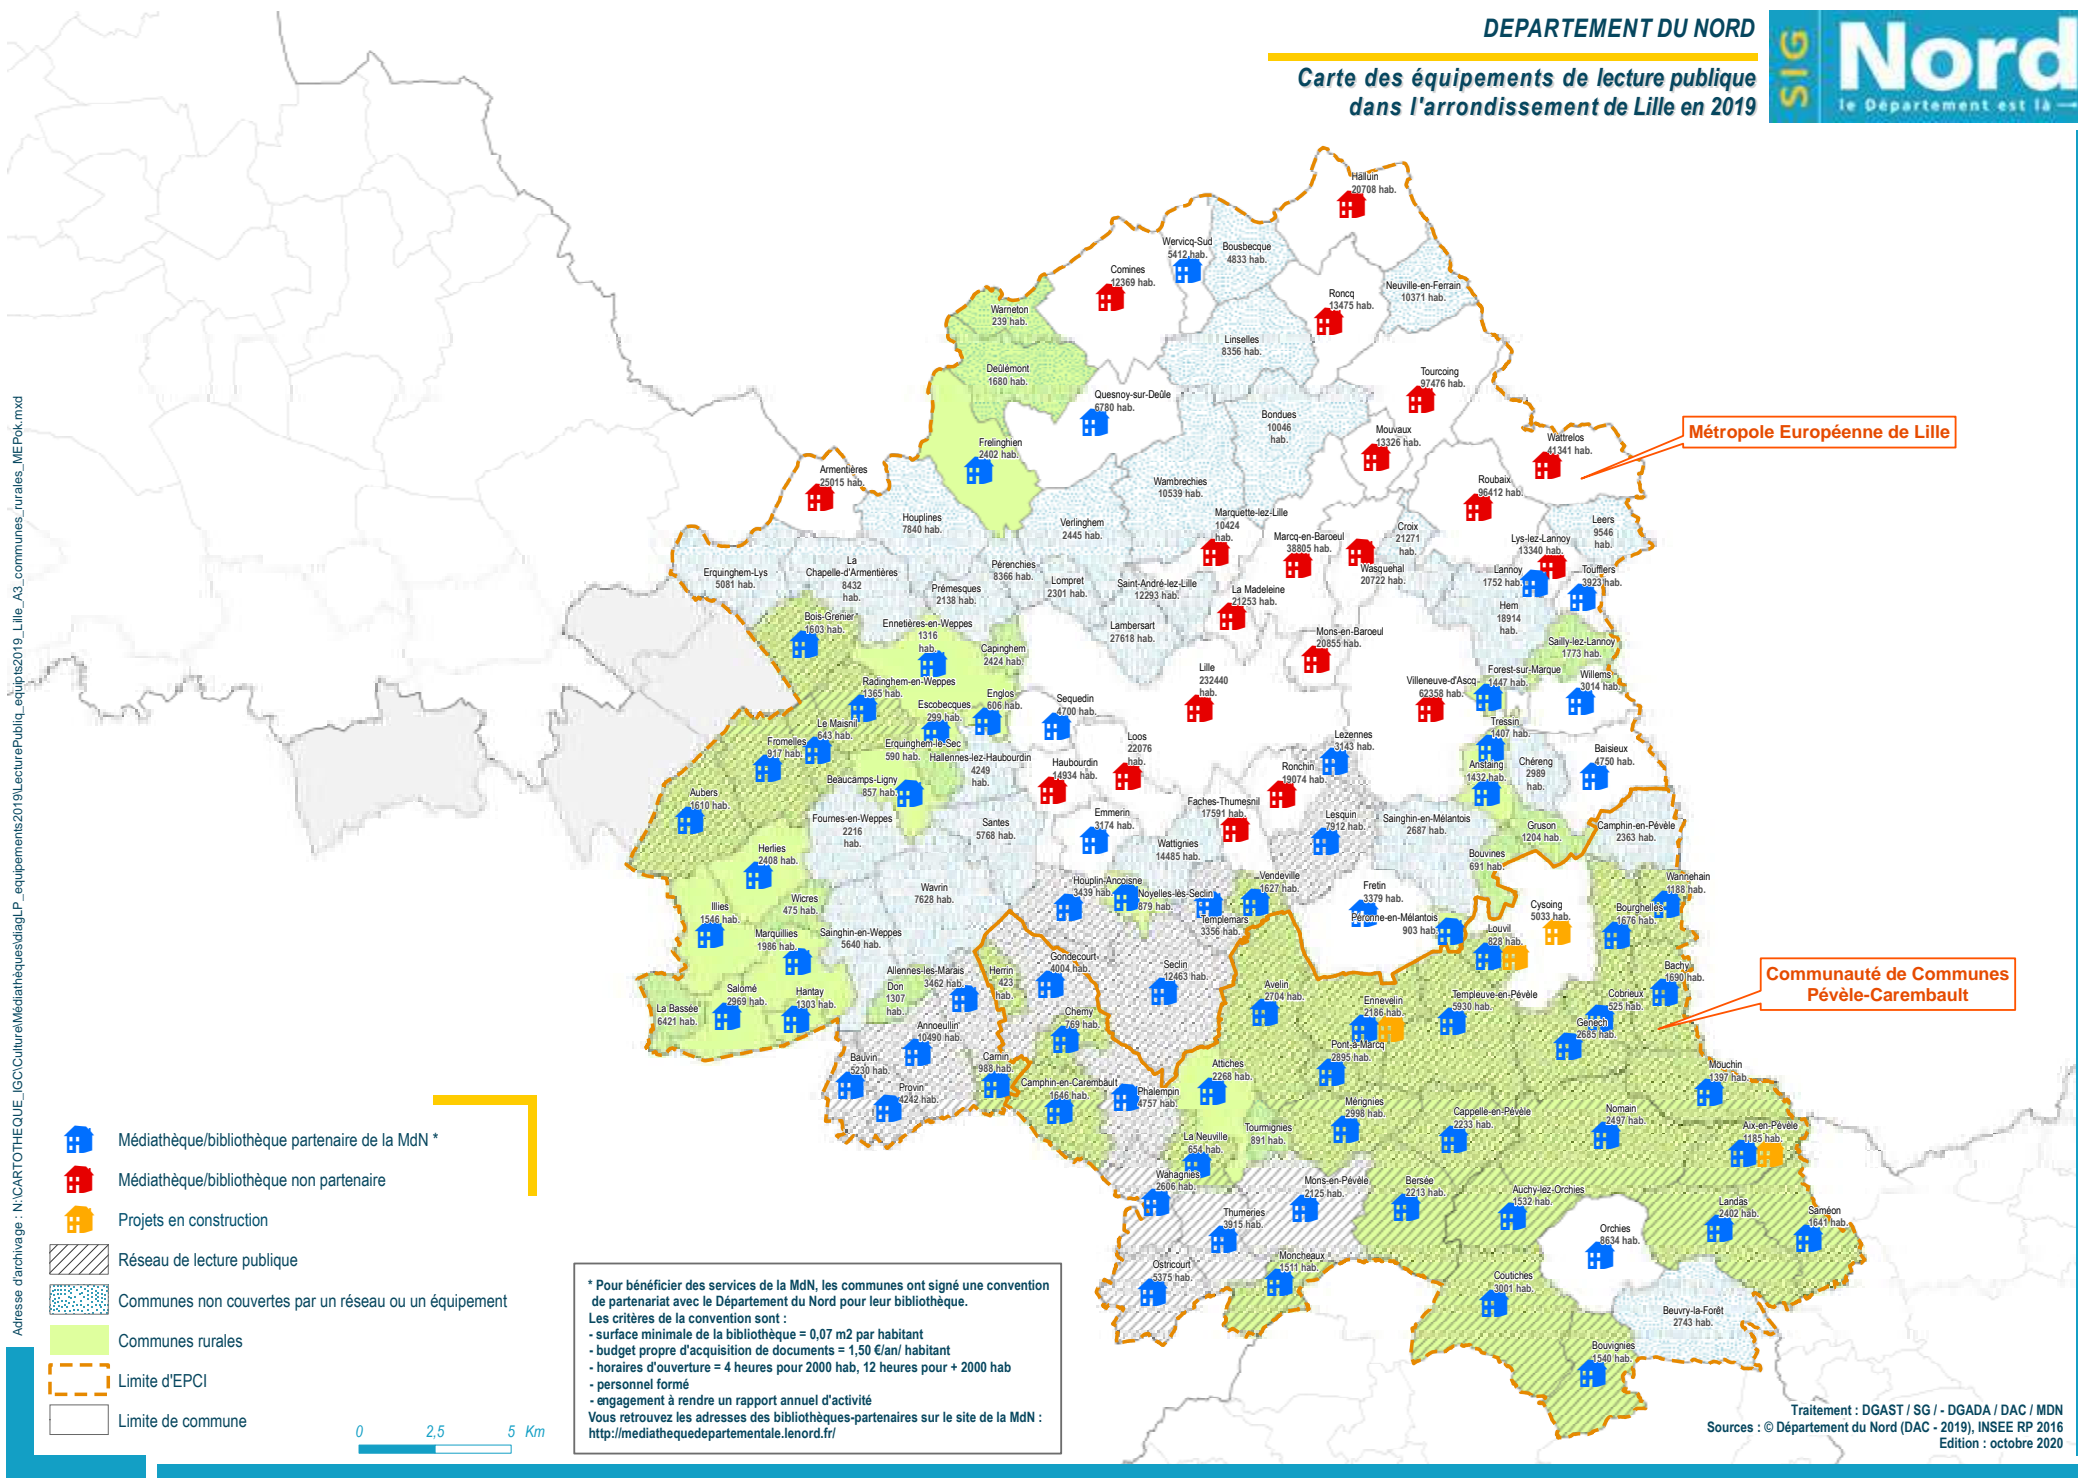 DEPARTEMENT DU NORD
Carte des équipements de lecture publique
dans l'arrondissement de Lille en 2019
SIG
Nord
le Département est là
Halluin
20708 hab.
Wervicq-Sud
5412 hab.
Bousbecque
4833 hab.
Comines
12369 hab.
Neuville-en-Ferrain
10371 hab.
Roncq
13475 hab.
Warneton
239 hab.
Linselles
8356 hab.
Deûlémont
1680 hab.
Tourcoing
97476 hab.
Quesnoy-sur-Deûle
6780 hab.
Bondues
10046
hab.
Mouvaux
13326 hab.
Métropole Européenne de Lille
Wattrelos
41341 hab.
Frelinghien
2402 hab.
Armentières
25015 hab.
Wambrechies
10539 hab.
Roubaix
96412 hab.
Houplines
7840 hab.
Verlinghem
2445 hab.
Marquette-lez-Lille
10424
hab.
Marcq-en-Baroeul
38805 hab.
Croix
21271
hab.
Leers
9546
hab.
Lys-lez-Lannoy
13340 hab.
Erquinghem-Lys
5081 hab.
La
Chapelle-d'Armentières
8432
hab.
Pérenchies
8366 hab.
Prémesques
2138 hab.
Lompret
2301 hab.
Saint-André-lez-Lille
12293 hab.
Wasquehal
20722 hab.
Lannoy
1752 hab.
Toufflers
3923 hab.
La Madeleine
21253 hab.
Hem
18914
hab.
Bois-Grenier
1603 hab.
Ennetières-en-Weppes
1316
hab.
Lambersart
27618 hab.
Mons-en-Baroeul
20855 hab.
Sailly-lez-Lannoy
1773 hab.
Capinghem
2424 hab.
Lille
232440
hab.
Forest-sur-Marque
1447 hab.
Willems
3014 hab.
Villeneuve-d'Ascq
62358 hab.
Radinghem-en-Weppes
1365 hab.
Escobecques
299 hab.
Englos
606 hab.
Sequedin
4700 hab.
Le Maisnil
643 hab.
Tressin
1407 hab.
Fromelles
917 hab.
Erquinghem-le-Sec
590 hab.
Hallennes-lez-Haubourdin
4249
hab.
Loos
22076
hab.
Lezennes
3143 hab.
Baisieux
4750 hab.
Haubourdin
14934 hab.
Ronchin
19074 hab.
Anstaing
1432 hab.
Chéreng
2989
hab.
Beaucamps-Ligny
857 hab.
Aubers
1610 hab.
Faches-Thumesnil
17591 hab.
Fournes-en-Weppes
2216
hab.
Santes
5768 hab.
Emmerin
3174 hab.
Lesquin
7912 hab.
Sainghin-en-Mélantois
2687 hab.
Gruson
1204 hab.
Camphin-en-Pévèle
2363 hab.
Wattignies
14485 hab.
Herlies
2408 hab.
Bouvines
691 hab.
Houplin-Ancoisne
3439 hab.
Noyelles-lès-Seclin
879 hab.
Vendeville
1627 hab.
Fretin
3379 hab.
Wannehain
1188 hab.
Wavrin
7628 hab.
Wicres
475 hab.
Illies
1546 hab.
Templemars
3356 hab.
Péronne-en-Mélantois
903 hab.
Cysoing
5033 hab.
Bourghelles
1676 hab.
Louvil
828 hab.
Marquillies
1986 hab.
Sainghin-en-Weppes
5640 hab.
Gondecourt
4004 hab.
Seclin
12463 hab.
Bachy
1690 hab.
Communauté de Communes
Pévèle-Carembault
Allennes-les-Marais
3462 hab.
Herrin
423
hab.
Avelin
2704 hab.
Ennevelin
2186 hab.
Templeuve-en-Pévèle
5930 hab.
Cobrieux
525 hab.
Salomé
2969 hab.
Hantay
1303 hab.
Don
1307
hab.
La Bassée
6421 hab.
Chemy
769 hab.
Genech
2685 hab.
Annoeullin
10490 hab.
Pont-à-Marcq
2895 hab.
Bauvin
5230 hab.
Carnin
988 hab.
Attiches
2268 hab.
Mouchin
1397 hab.
Provin
4242 hab.
Camphin-en-Carembault
1646 hab.
Phalempin
4757 hab.
Mérignies
2998 hab.
Cappelle-en-Pévèle
2233 hab.
Nomain
2497 hab.
Aix-en-Pévèle
1185 hab.
Tourmignies
891 hab.
La Neuville
654 hab.
Wahagnies
2606 hab.
Mons-en-Pévèle
2125 hab.
Bersée
2213 hab.
Auchy-lez-Orchies
1532 hab.
Landas
2402 hab.
Saméon
1641 hab.
Thumeries
3915 hab.
Orchies
8634 hab.
Ostricourt
5375 hab.
Moncheaux
1511 hab.
Coutiches
3001 hab.
Beuvry-la-Forêt
2743 hab.
Bouvignies
1540 hab.
Médiathèque/bibliothèque partenaire de la MdN *
Médiathèque/bibliothèque non partenaire
Projets en construction
Réseau de lecture publique
Communes non couvertes par un réseau ou un équipement
Communes rurales
Limite d'EPCI
Limite de commune
0 2,5 5 Km
* Pour bénéficier des services de la MdN, les communes ont signé une convention
de partenariat avec le Département du Nord pour leur bibliothèque.
Les critères de la convention sont :
- surface minimale de la bibliothèque = 0,07 m2 par habitant
- budget propre d'acquisition de documents = 1,50 €/an/ habitant
- horaires d'ouverture = 4 heures pour 2000 hab, 12 heures pour + 2000 hab
- personnel formé
- engagement à rendre un rapport annuel d'activité
Vous retrouvez les adresses des bibliothèques-partenaires sur le site de la MdN :
http://mediathequedepartementale.lenord.fr/
Traitement : DGAST / SG / - DGADA / DAC / MDN
Sources : © Département du Nord (DAC - 2019), INSEE RP 2016
Edition : octobre 2020
Adresse d'archivage : N:\CARTOTHEQUE_IGC\Culture\Médiathèques\diagLP_equipements2019\LecturePubliq_equipts2019_Lille_A3_communes_rurales_MEPok.mxd